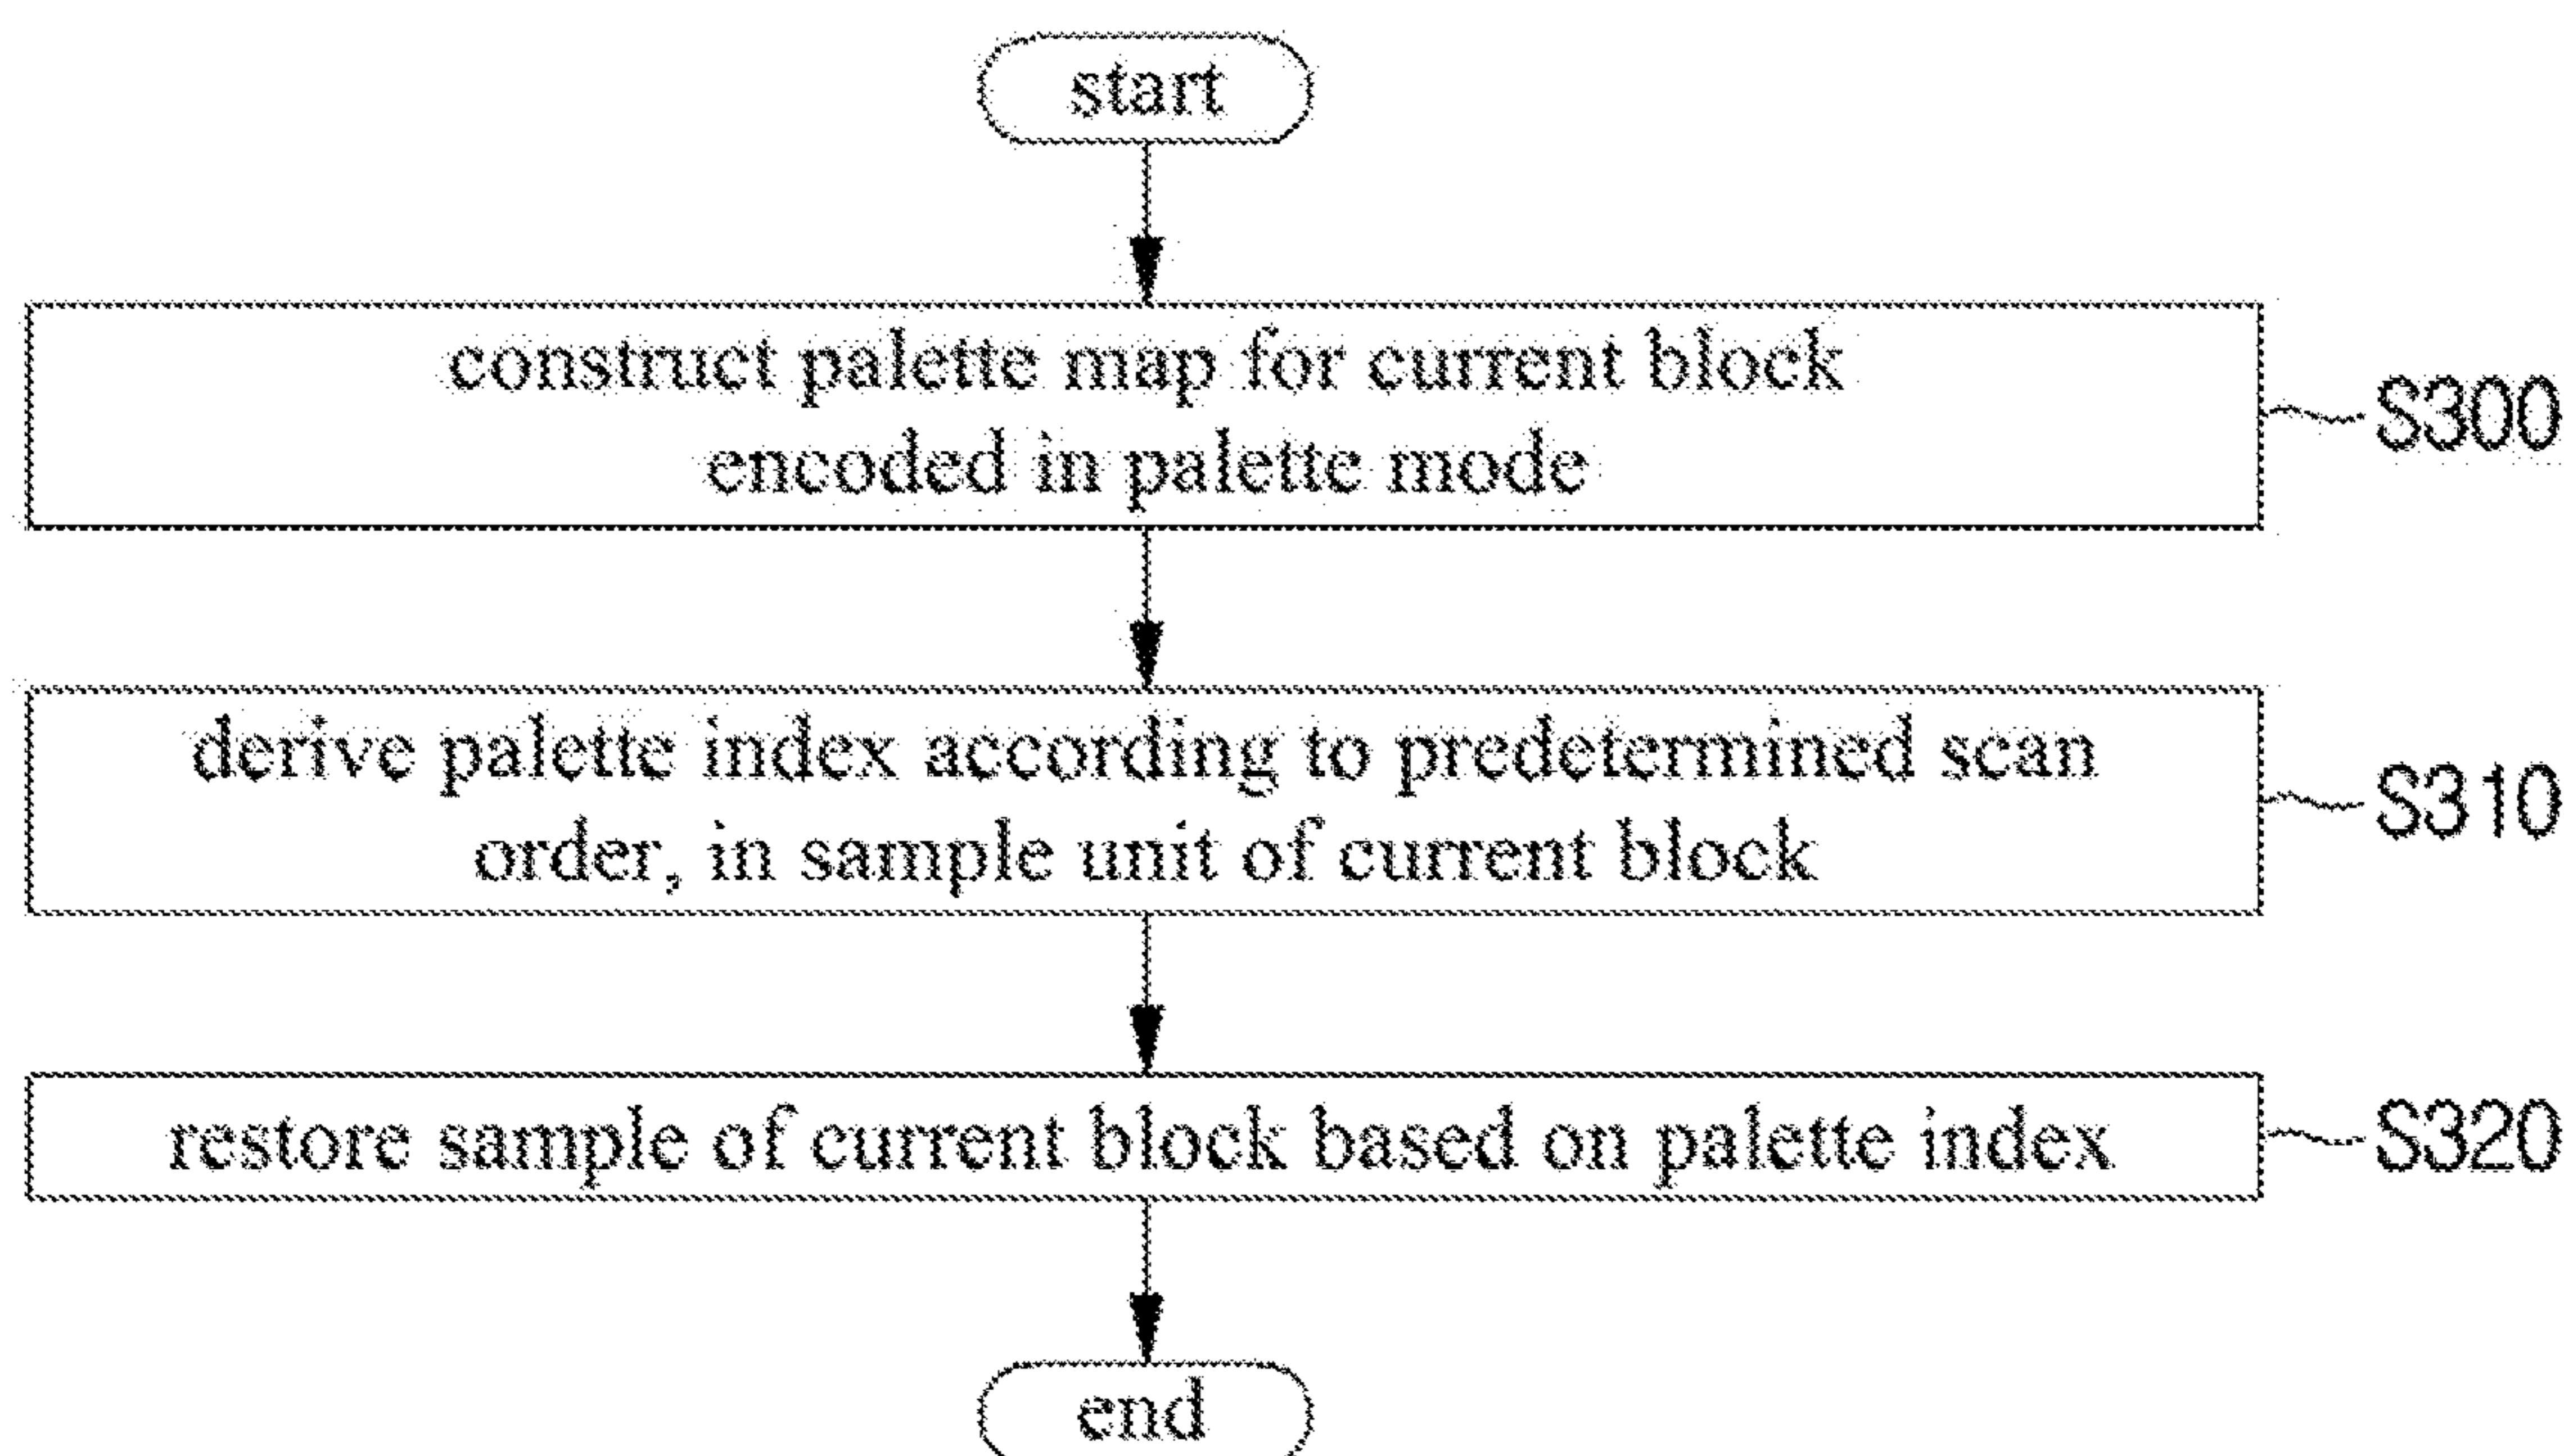 start
construct palette map for current block
encoded in palette mode
S300
derive palette index according to predetermined scan
order, in sample unit of current block
S310
restore sample of current block based on palette index
S320
end